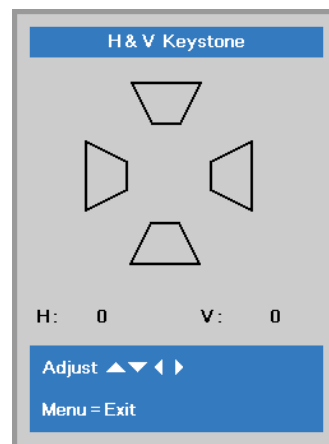 H & V Keystone
H: 0 V: 0
Adjust ▲▼◀▶
Menu = Exit